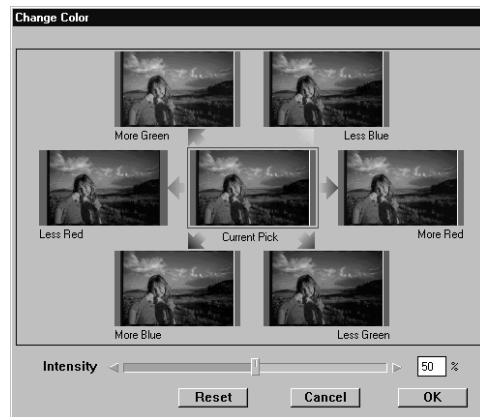 Change Color
More Green
Less Blue
Less Red
Current Pick
More Red
More Blue
Less Green
Intensity
50 %
Reset
Cancel
OK